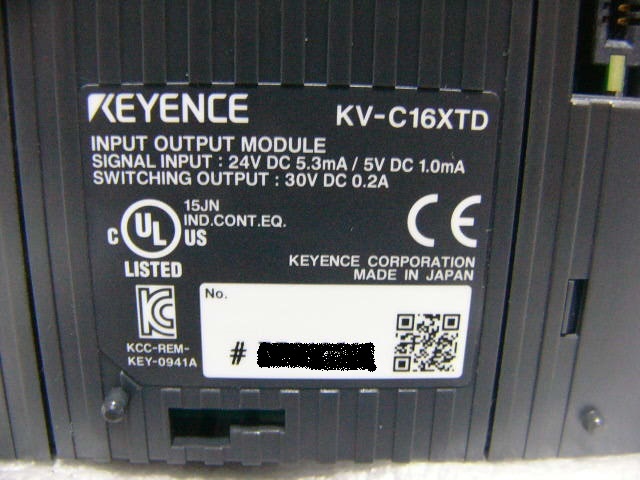 KEYENCE KV-C16XTD
INPUT OUTPUT MODULE
SIGNAL INPUT : 24V DC 5.3mA / 5V DC 1.0mA
SWITCHING OUTPUT : 30V DC 0.2A
15JN
IND.CONT.EQ.
C UL US
LISTED
CE
KEYENCE CORPORATION
MADE IN JAPAN
KCC-REM-
KEY-0941A
No.
#